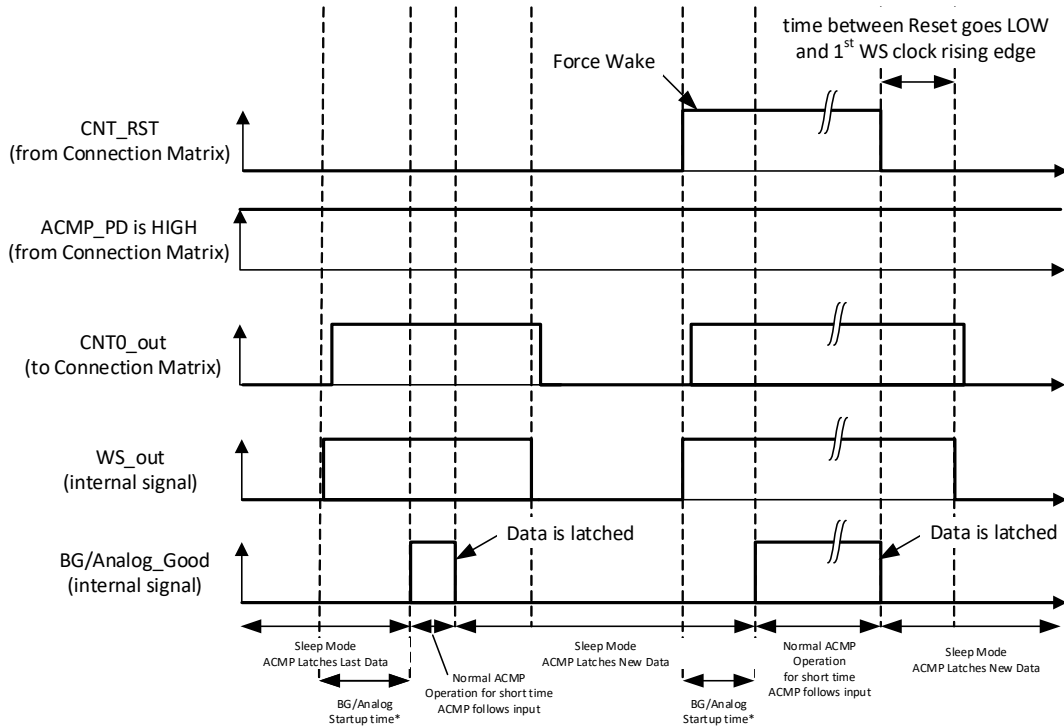 time between Reset goes LOW
and 1st WS clock rising edge
Force Wake
CNT_RST
(from Connection Matrix)
ACMP_PD is HIGH
(from Connection Matrix)
CNT0_out
(to Connection Matrix)
WS_out
(internal signal)
Data is latched
Data is latched
BG/Analog_Good
(internal signal)
Sleep Mode
ACMP Latches Last Data
Normal ACMP
Operation for short time
ACMP follows input
Sleep Mode
ACMP Latches New Data
Normal ACMP
Operation
for short time
ACMP follows input
Sleep Mode
ACMP Latches New Data
BG/Analog
Startup time*
BG/Analog
Startup time*